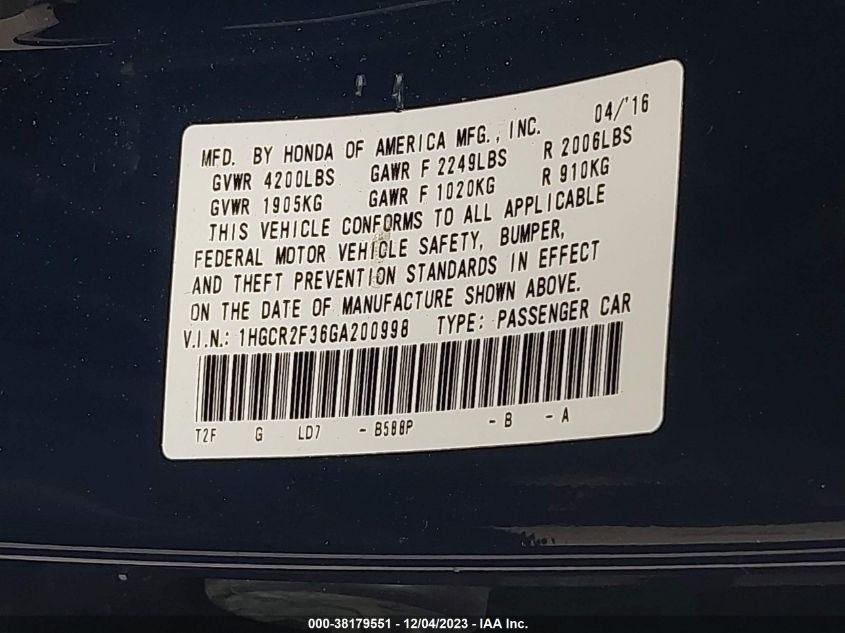 04/'16
MFD. BY HONDA OF AMERICA MFG., INC.
GVWR 4200LBS GAWR F 2249LBS R 2006LBS
GVWR 1905KG GAWR F 1020KG R 910KG
THIS VEHICLE CONFORMS TO ALL APPLICABLE
FEDERAL MOTOR VEHICLE SAFETY, BUMPER,
AND THEFT PREVENTION STANDARDS IN EFFECT
ON THE DATE OF MANUFACTURE SHOWN ABOVE.
V.I.N.: 1HGCR2F36GA200998 TYPE: PASSENGER CAR
T2F G LD7 - B588P - B - A
000-38179551 - 12/04/2023 - IAA Inc.